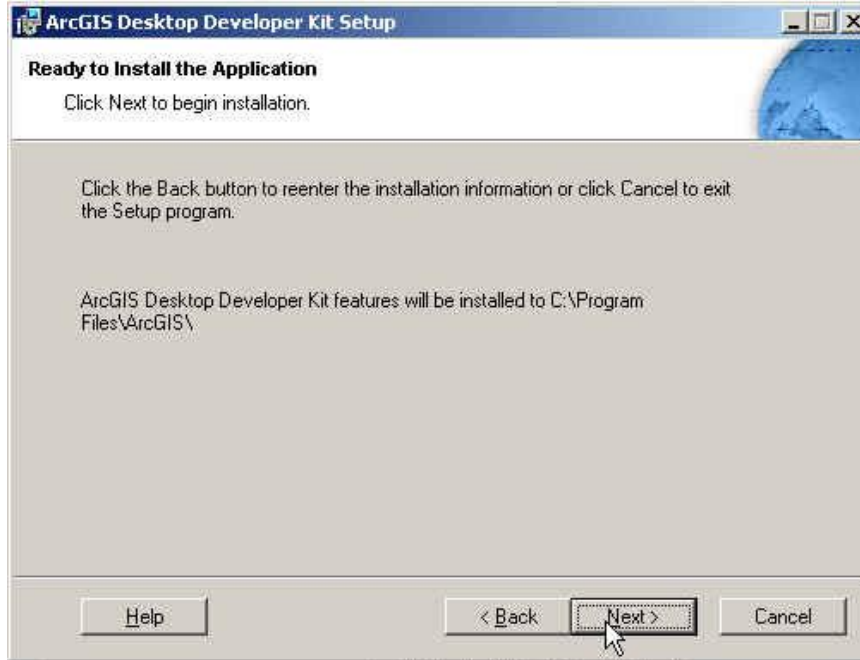 ArcGIS Desktop Developer Kit Setup
Ready to Install the Application
Click Next to begin installation.
Click the Back button to reenter the installation information or click Cancel to exit
the Setup program.
ArcGIS Desktop Developer Kit features will be installed to C:\Program
Files\ArcGIS\
Help
< Back
Next >
Cancel